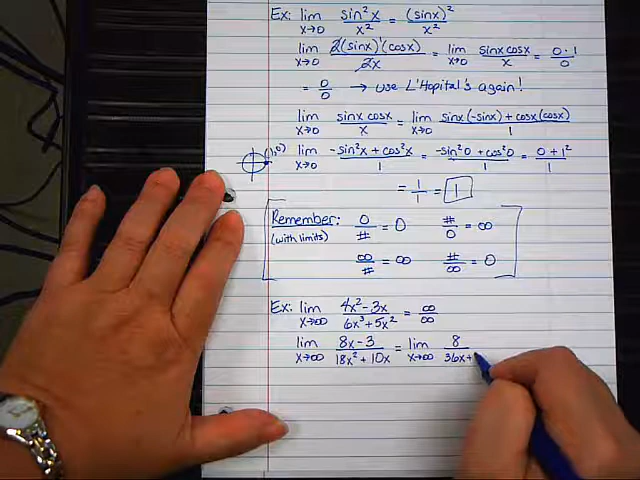 Ex: lim x→0 sin²x/x² = (sinx)²/x²
lim x→0 2(sinx)¹(cosx)/2x = lim x→0 sinx cosx/x = 0·1/0
= 0/0 → use L'Hopital's again!
lim x→0 sinx cosx/x = lim x→0 sinx(-sinx) + cosx(cosx)/1
(1,0)
lim x→0 -sin²x + cos²x/1 = -sin²0 + cos²0/1 = 0 + 1²/1
= 1/1 = 1
Remember: 0/# = 0 #/0 = ∞
(with limits) ∞/# = ∞ #/∞ = 0
Ex: lim x→∞ 4x² - 3x/6x³ + 5x² = ∞/∞
lim x→∞ 8x - 3/18x² + 10x = lim x→∞ 8/36x+